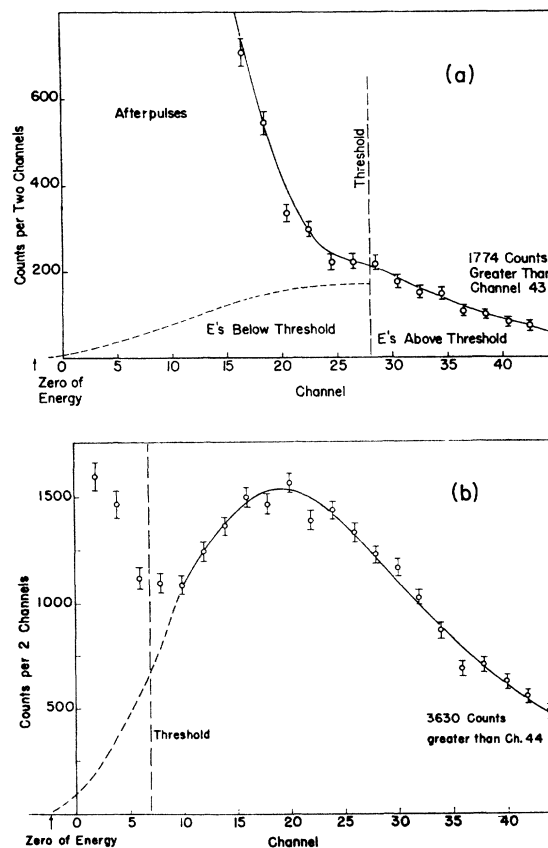 (a)
600
400
200
0
Counts per Two Channels
Afterpulses
Threshold
1774 Counts
Greater Than
Channel 43
E's Below Threshold
E's Above Threshold
0 5 10 15 20 25 30 35 40
Zero of
Energy
Channel
(b)
1500
1000
500
Counts per 2 Channels
Threshold
3630 Counts
greater than Ch. 44
0 5 10 15 20 25 30 35 40
Zero of Energy
Channel